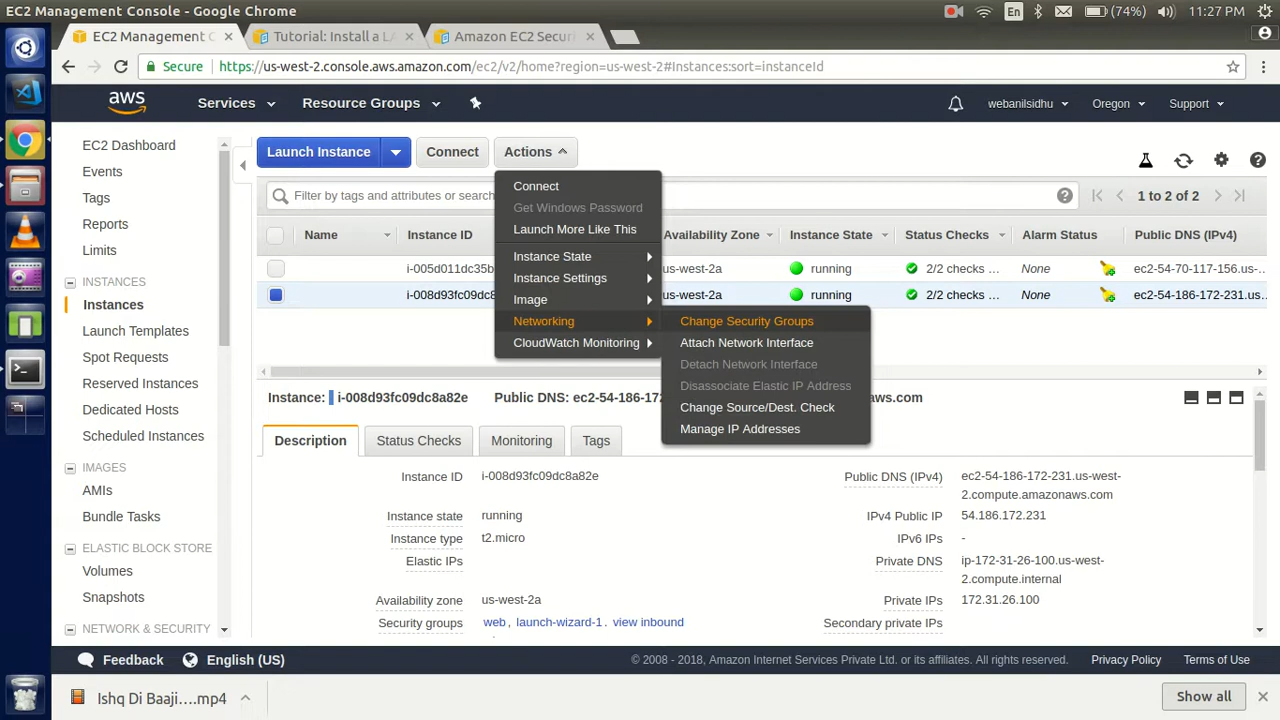 EC2 Management Console - Google Chrome
En
(74%)
11:27 PM
EC2 Management C
Tutorial: Install a LA
Amazon EC2 Securi
Secure
https://us-west-2.console.aws.amazon.com/ec2/v2/home?region=us-west-2#Instances:sort=instanceId
aws
Services
Resource Groups
webanilsidhu
Oregon
Support
EC2 Dashboard
Events
Tags
Reports
Limits
INSTANCES
Instances
Launch Templates
Spot Requests
Reserved Instances
Dedicated Hosts
Scheduled Instances
IMAGES
AMIs
Bundle Tasks
ELASTIC BLOCK STORE
Volumes
Snapshots
NETWORK & SECURITY
Launch Instance
Connect
Actions
Filter by tags and attributes or search
1 to 2 of 2
Name
Instance ID
Availability Zone
Instance State
Status Checks
Alarm Status
Public DNS (IPv4)
i-005d011dc35b
us-west-2a
running
2/2 checks ...
None
ec2-54-70-117-156.us-...
i-008d93fc09dc8
us-west-2a
running
2/2 checks ...
None
ec2-54-186-172-231.us...
Connect
Get Windows Password
Launch More Like This
Instance State
Instance Settings
Image
Networking
CloudWatch Monitoring
Change Security Groups
Attach Network Interface
Detach Network Interface
Disassociate Elastic IP Address
Change Source/Dest. Check
Manage IP Addresses
Instance: i-008d93fc09dc8a82e
Public DNS: ec2-54-186-172
aws.com
Description
Status Checks
Monitoring
Tags
Instance ID
i-008d93fc09dc8a82e
Instance state
running
Instance type
t2.micro
Elastic IPs
Availability zone
us-west-2a
Security groups
web, launch-wizard-1. view inbound
Public DNS (IPv4)
ec2-54-186-172-231.us-west-
2.compute.amazonaws.com
IPv4 Public IP
54.186.172.231
IPv6 IPs
-
Private DNS
ip-172-31-26-100.us-west-
2.compute.internal
Private IPs
172.31.26.100
Secondary private IPs
Feedback
English (US)
© 2008 - 2018, Amazon Internet Services Private Ltd. or its affiliates. All rights reserved.
Privacy Policy
Terms of Use
Ishq Di Baaji....mp4
Show all